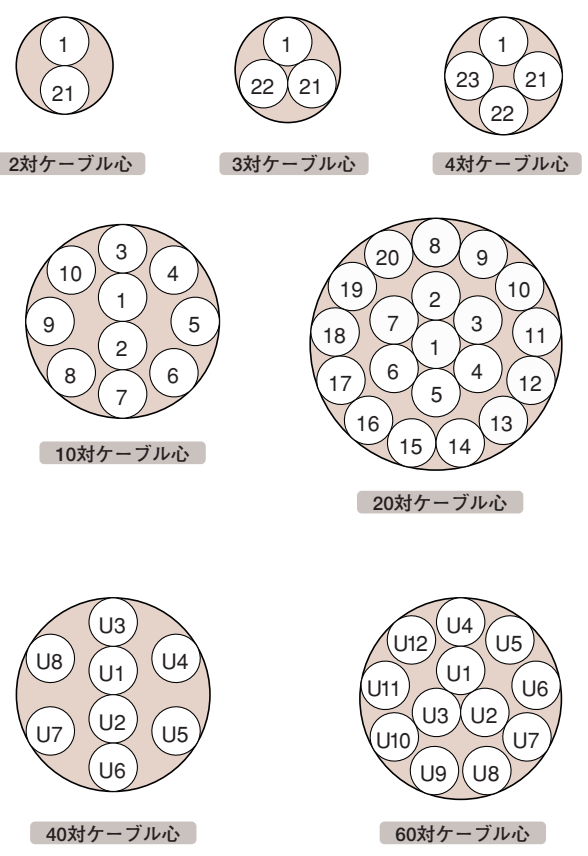 1
21
2対ケーブル心
1
22 21
3対ケーブル心
1
23 21
22
4対ケーブル心
3
10 4
1
9 5
2
8 6
7
10対ケーブル心
8
20 9
19 2 10
7 3
18 1 11
6 4
17 5 12
16 13
15 14
20対ケーブル心
U3
U8 U1 U4
U7 U2 U5
U6
40対ケーブル心
U4
U12 U5
U1
U11 U6
U3 U2
U10 U7
U9 U8
60対ケーブル心